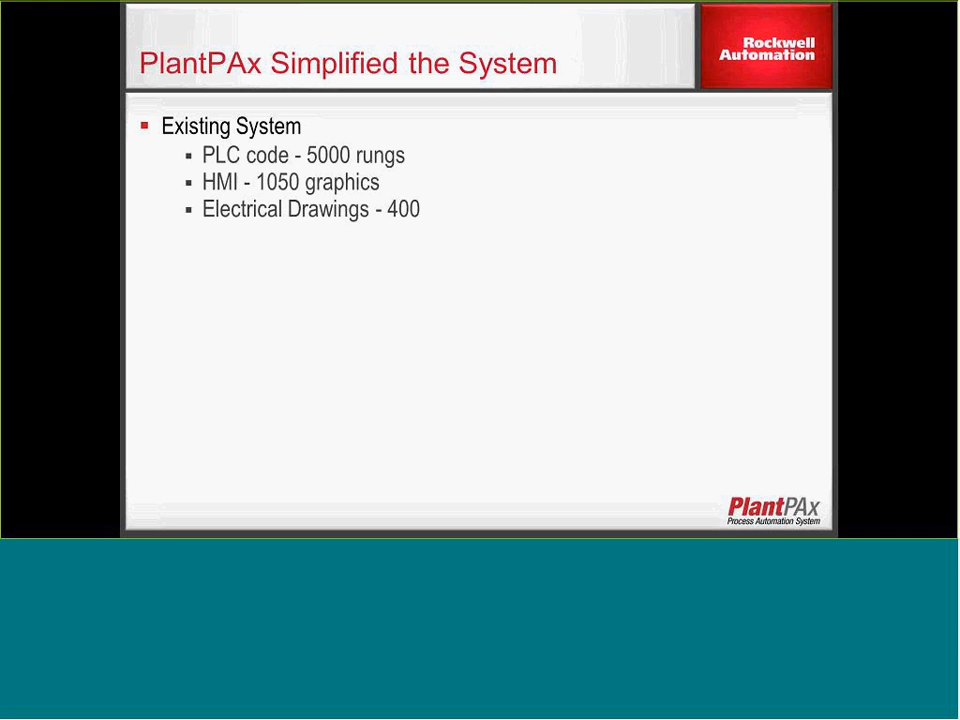 PlantPAx Simplified the System
Rockwell
Automation
Existing System
PLC code - 5000 rungs
HMI - 1050 graphics
Electrical Drawings - 400
PlantPAx
Process Automation System